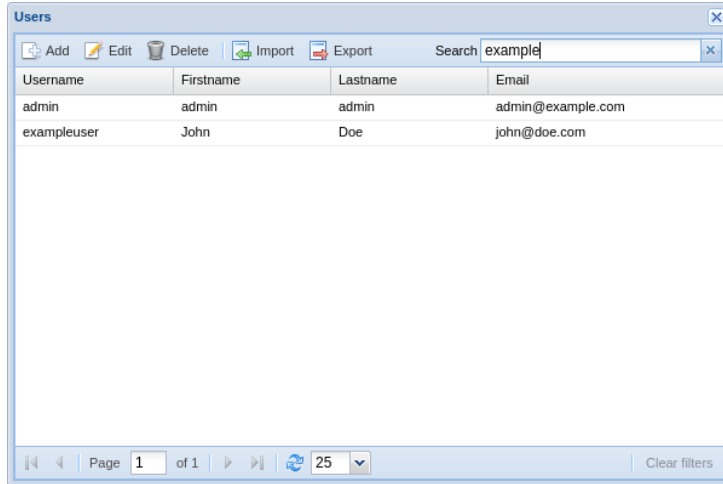 Users
Add Edit Delete Import Export Search example
Username Firstname Lastname Email
admin admin admin admin@example.com
exampleuser John Doe john@doe.com
Page 1 of 1 25 Clear filters